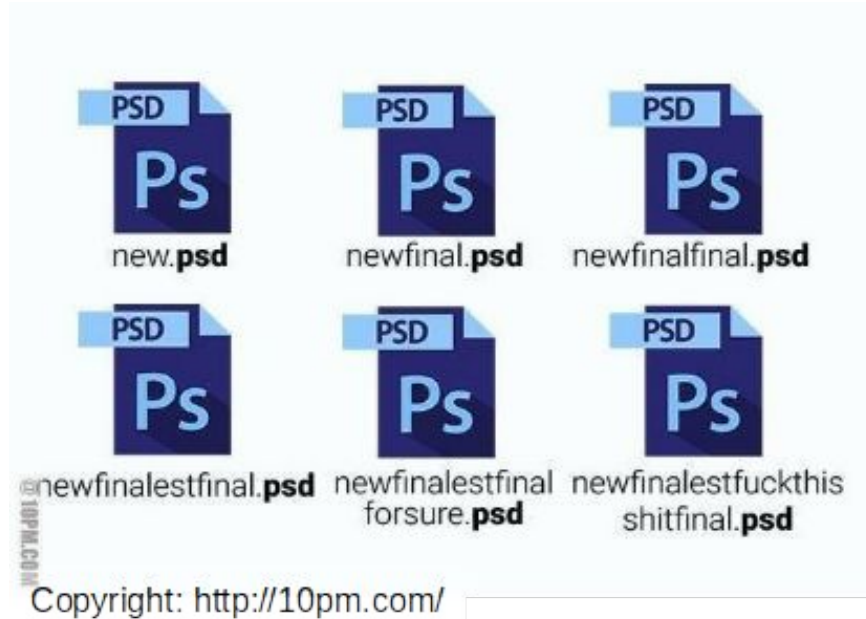 PSD
Ps
new.psd
PSD
Ps
newfinal.psd
PSD
Ps
newfinalfinal.psd
PSD
Ps
newfinalestfinal.psd
PSD
Ps
newfinalestfinal
forsure.psd
PSD
Ps
newfinalestfuckthis
shitfinal.psd
@10PM.COM
Copyright: http://10pm.com/